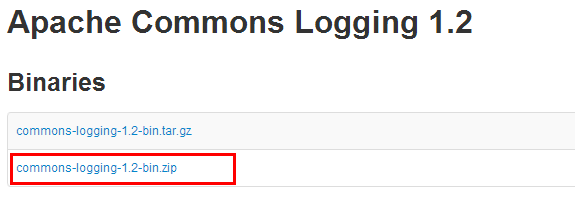 Apache Commons Logging 1.2
Binaries
commons-logging-1.2-bin.tar.gz
commons-logging-1.2-bin.zip